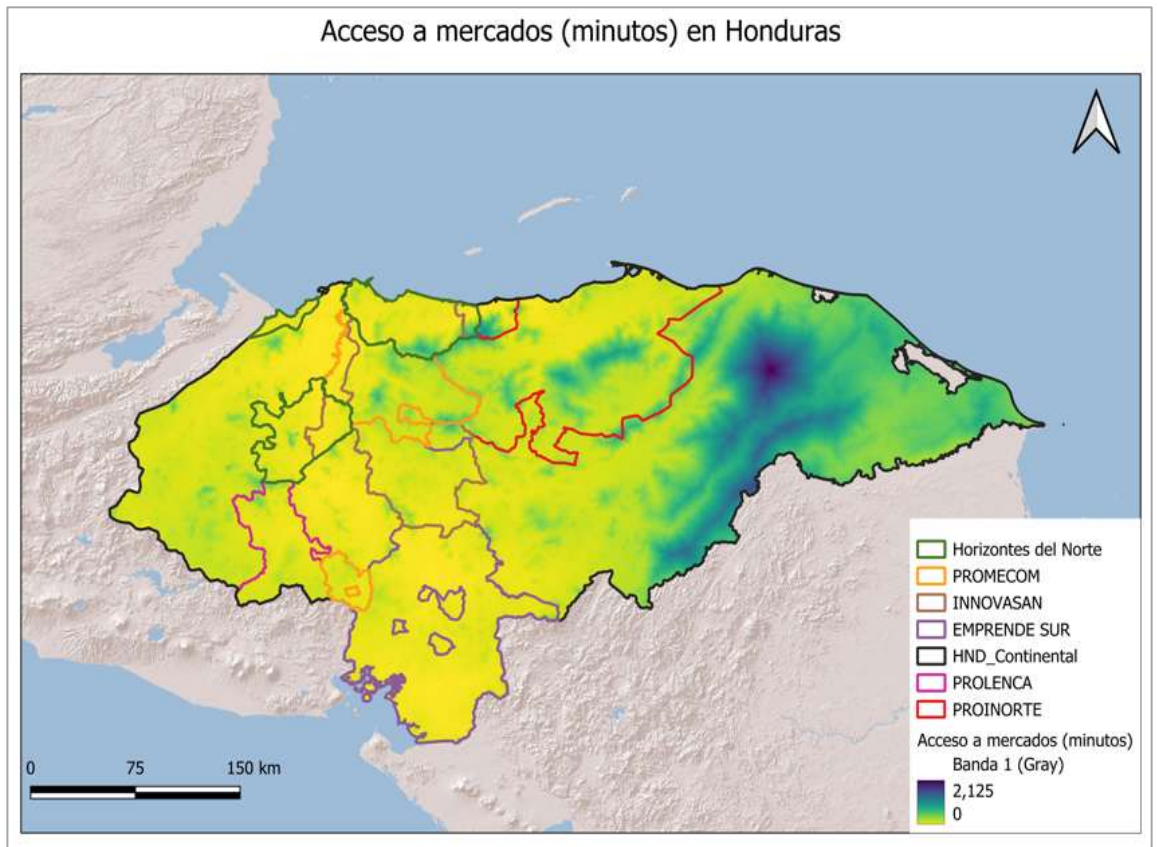 Acceso a mercados (minutos) en Honduras
Horizontes del Norte
PROMECOM
INNOVASAN
EMPRENDE SUR
HND_Continental
PROLENCA
PROINORTE
Acceso a mercados (minutos)
Banda 1 (Gray)
2,125
0
0 75 150 km